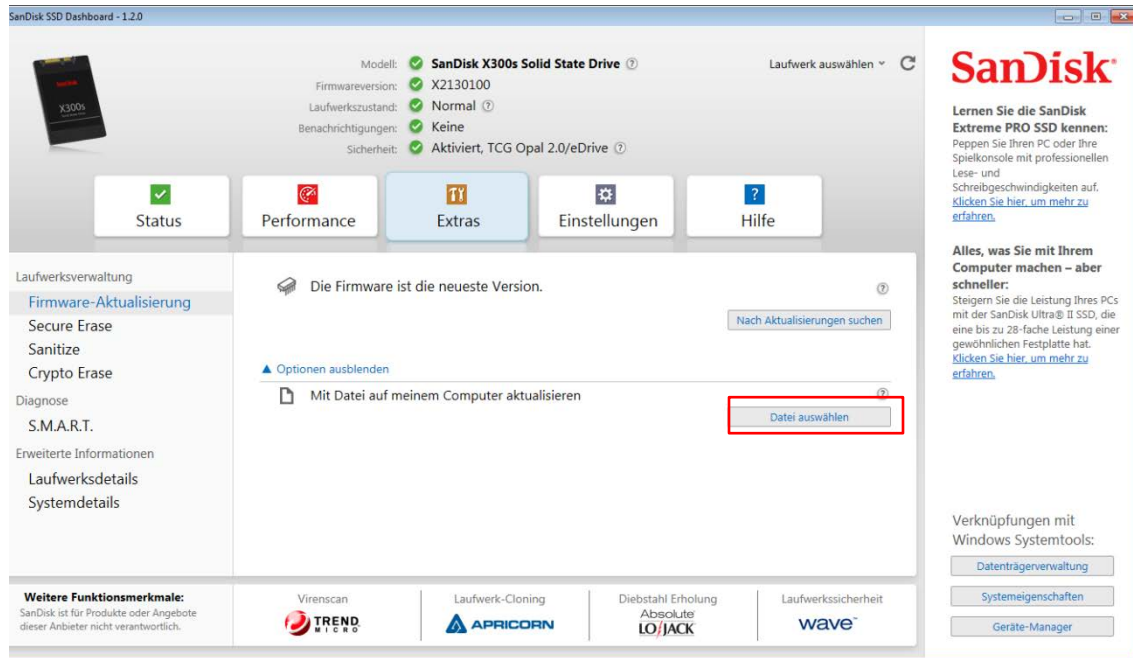 SanDisk SSD Dashboard - 1.2.0
X300s
Modell: SanDisk X300s Solid State Drive ?
Firmwareversion: X2130100
Laufwerkszustand: Normal ?
Benachrichtigungen: Keine
Sicherheit: Aktiviert, TCG Opal 2.0/eDrive ?
Laufwerk auswählen
Status
Performance
Extras
Einstellungen
?
Hilfe
Laufwerksverwaltung
Firmware-Aktualisierung
Secure Erase
Sanitize
Crypto Erase
Diagnose
S.M.A.R.T.
Erweiterte Informationen
Laufwerksdetails
Systemdetails
Die Firmware ist die neueste Version.
?
Nach Aktualisierungen suchen
Optionen ausblenden
Mit Datei auf meinem Computer aktualisieren
?
Datei auswählen
SanDisk®
Lernen Sie die SanDisk
Extreme PRO SSD kennen:
Peppen Sie Ihren PC oder Ihre
Spielkonsole mit professionellen
Lese- und
Schreibgeschwindigkeiten auf.
Klicken Sie hier, um mehr zu
erfahren.
Alles, was Sie mit Ihrem
Computer machen – aber
schneller:
Steigern Sie die Leistung Ihres PCs
mit der SanDisk Ultra® II SSD, die
eine bis zu 28-fache Leistung einer
gewöhnlichen Festplatte hat.
Klicken Sie hier, um mehr zu
erfahren.
Verknüpfungen mit
Windows Systemtools:
Datenträgerverwaltung
Systemeigenschaften
Geräte-Manager
Weitere Funktionsmerkmale:
SanDisk ist für Produkte oder Angebote
dieser Anbieter nicht verantwortlich.
Virenscan
TREND
MICRO
Laufwerk-Cloning
APRICORN
Diebstahl Erholung
Absolute®
LO/JACK
Laufwerkssicherheit
wave™